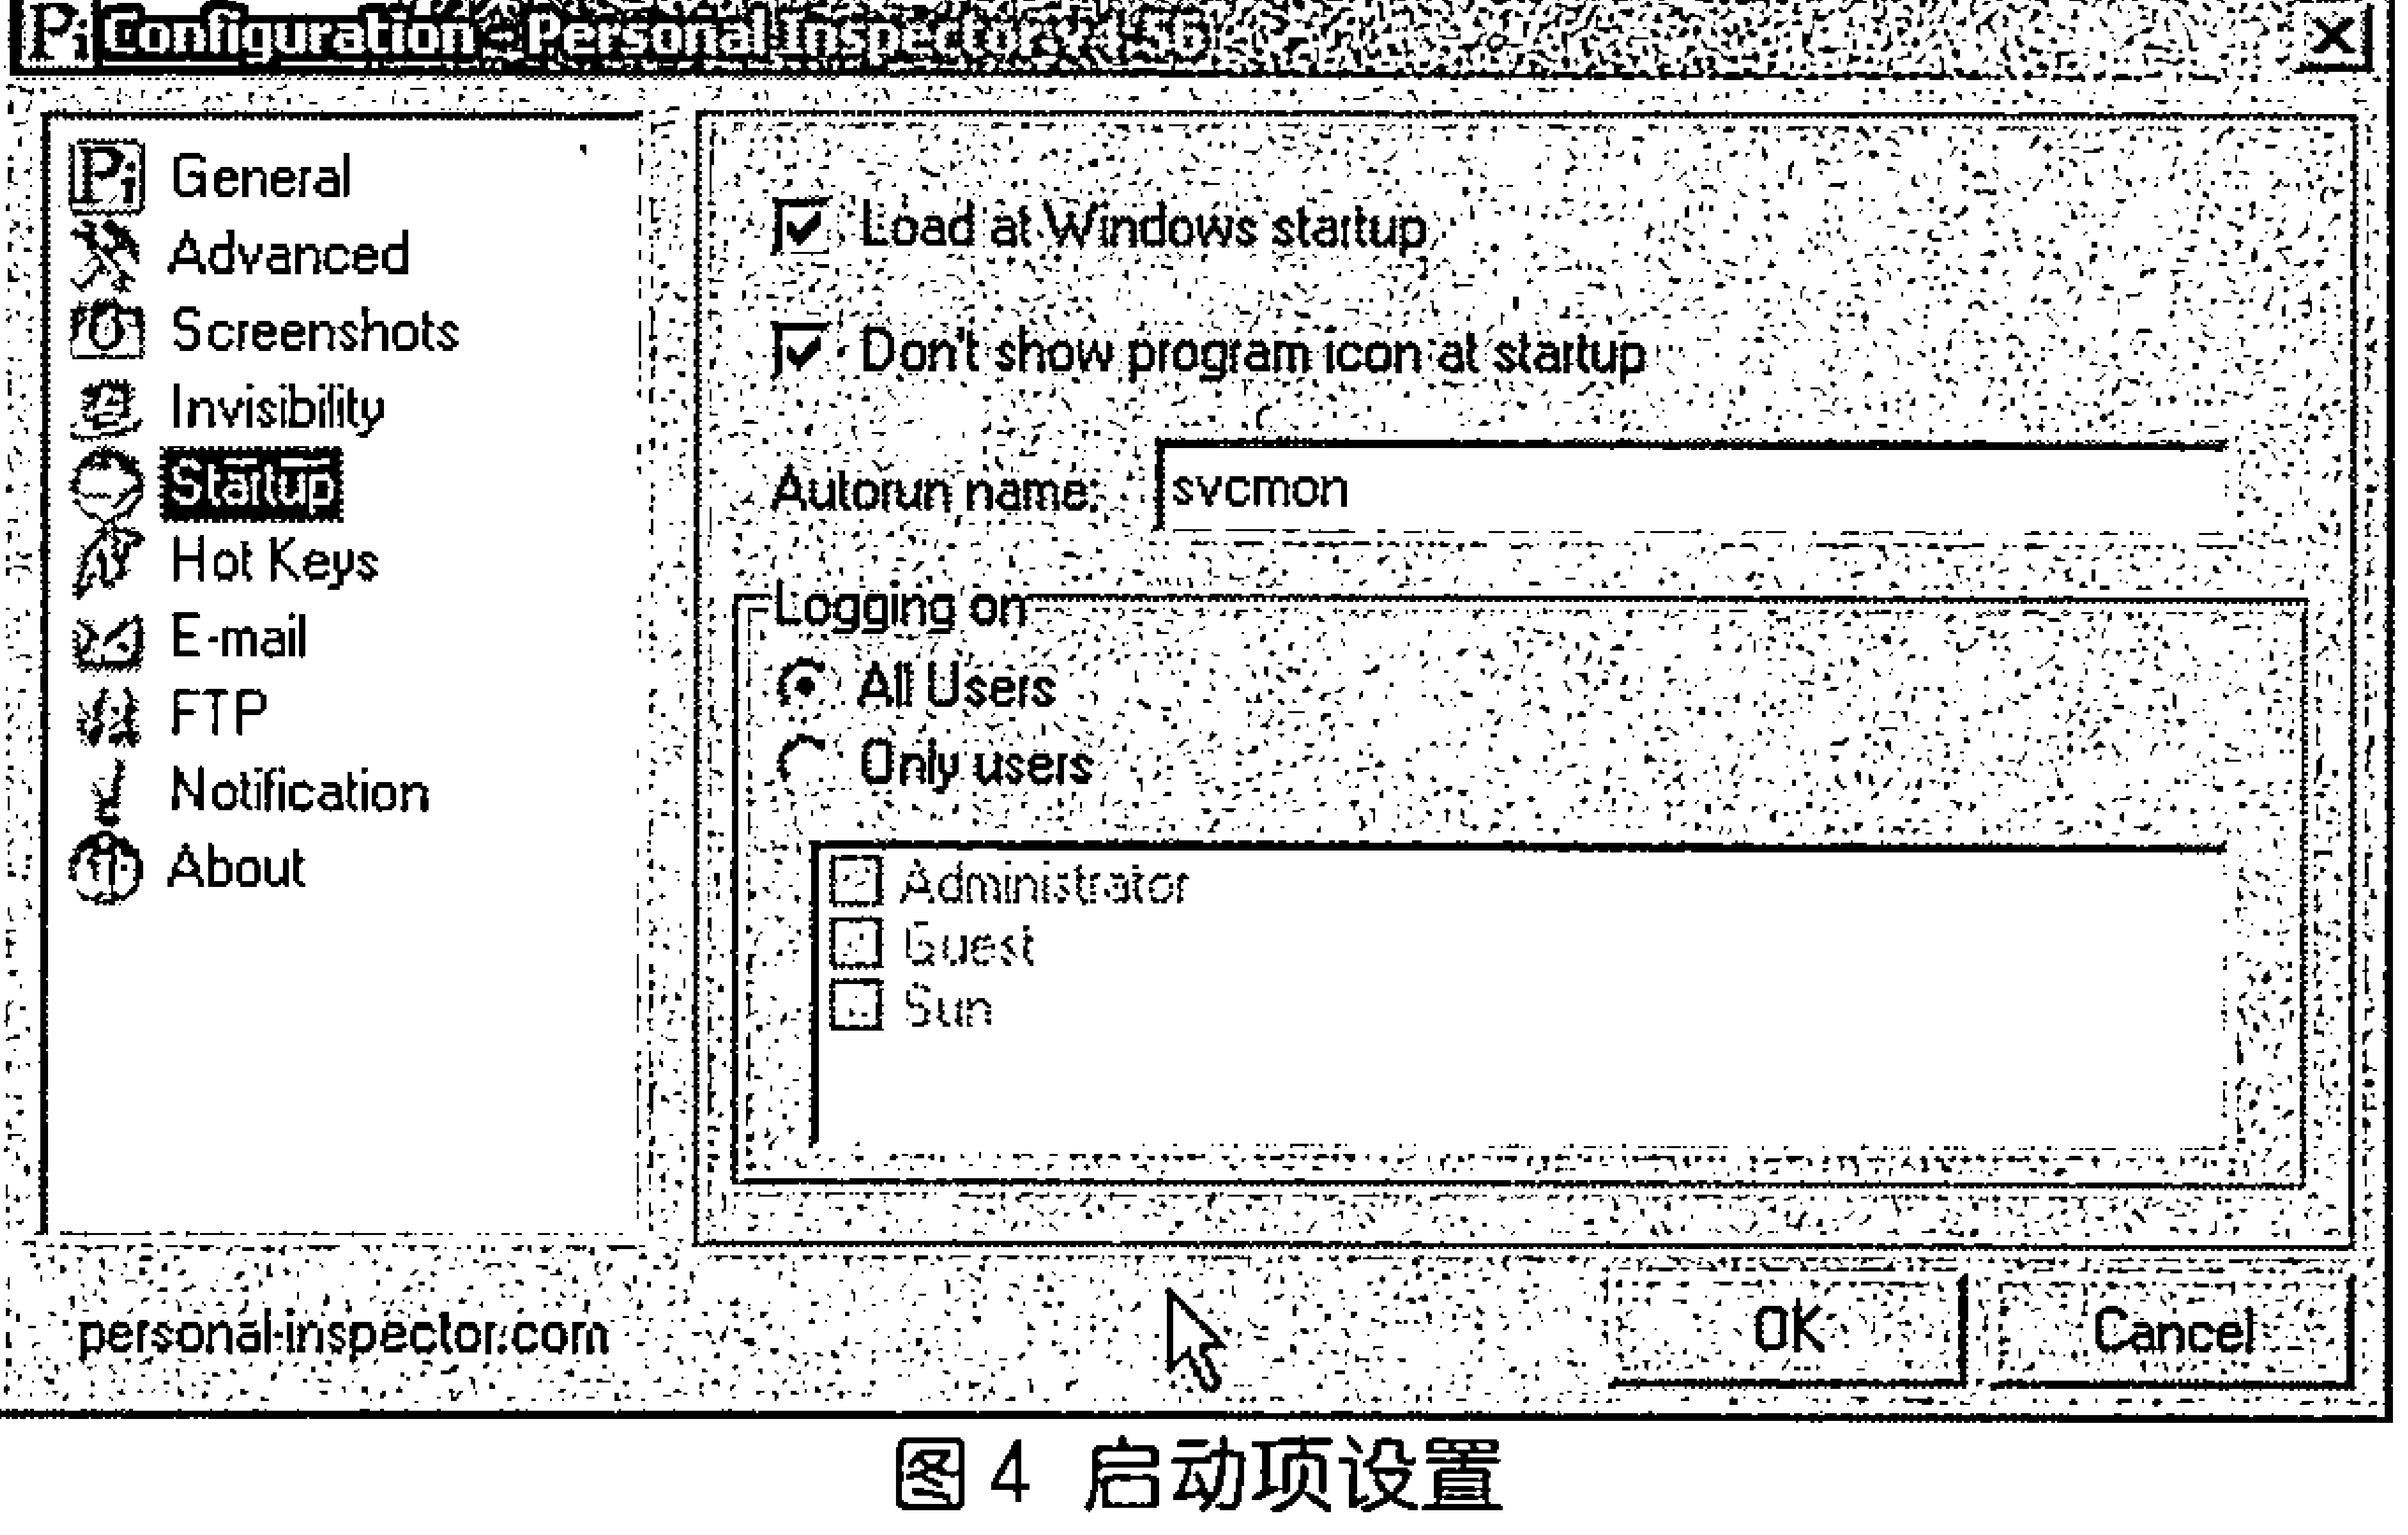 Configuration - Personal Inspector v4.56
General
Advanced
Screenshots
Invisibility
Startup
Hot Keys
E-mail
FTP
Notification
About
Load at Windows startup
Don't show program icon at startup
Autorun name: svcmon
Logging on
All Users
Only users
Administrator
Guest
Sun
personal-inspector.com
OK
Cancel
图 4 启动项设置